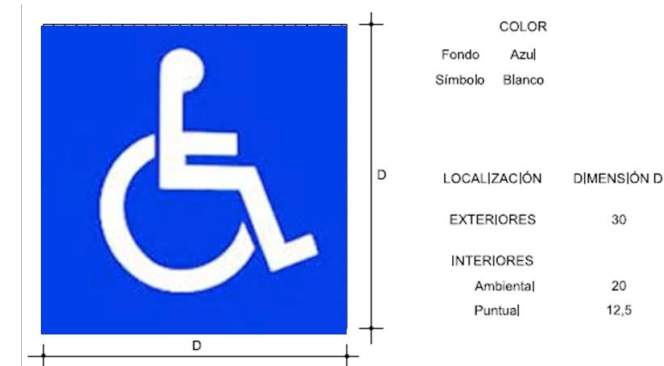 COLOR
Fondo Azul
Símbolo Blanco
D
LOCALIZACIÓN DIMENSIÓN D
EXTERIORES 30
INTERIORES
Ambiental 20
Puntual 12,5
D